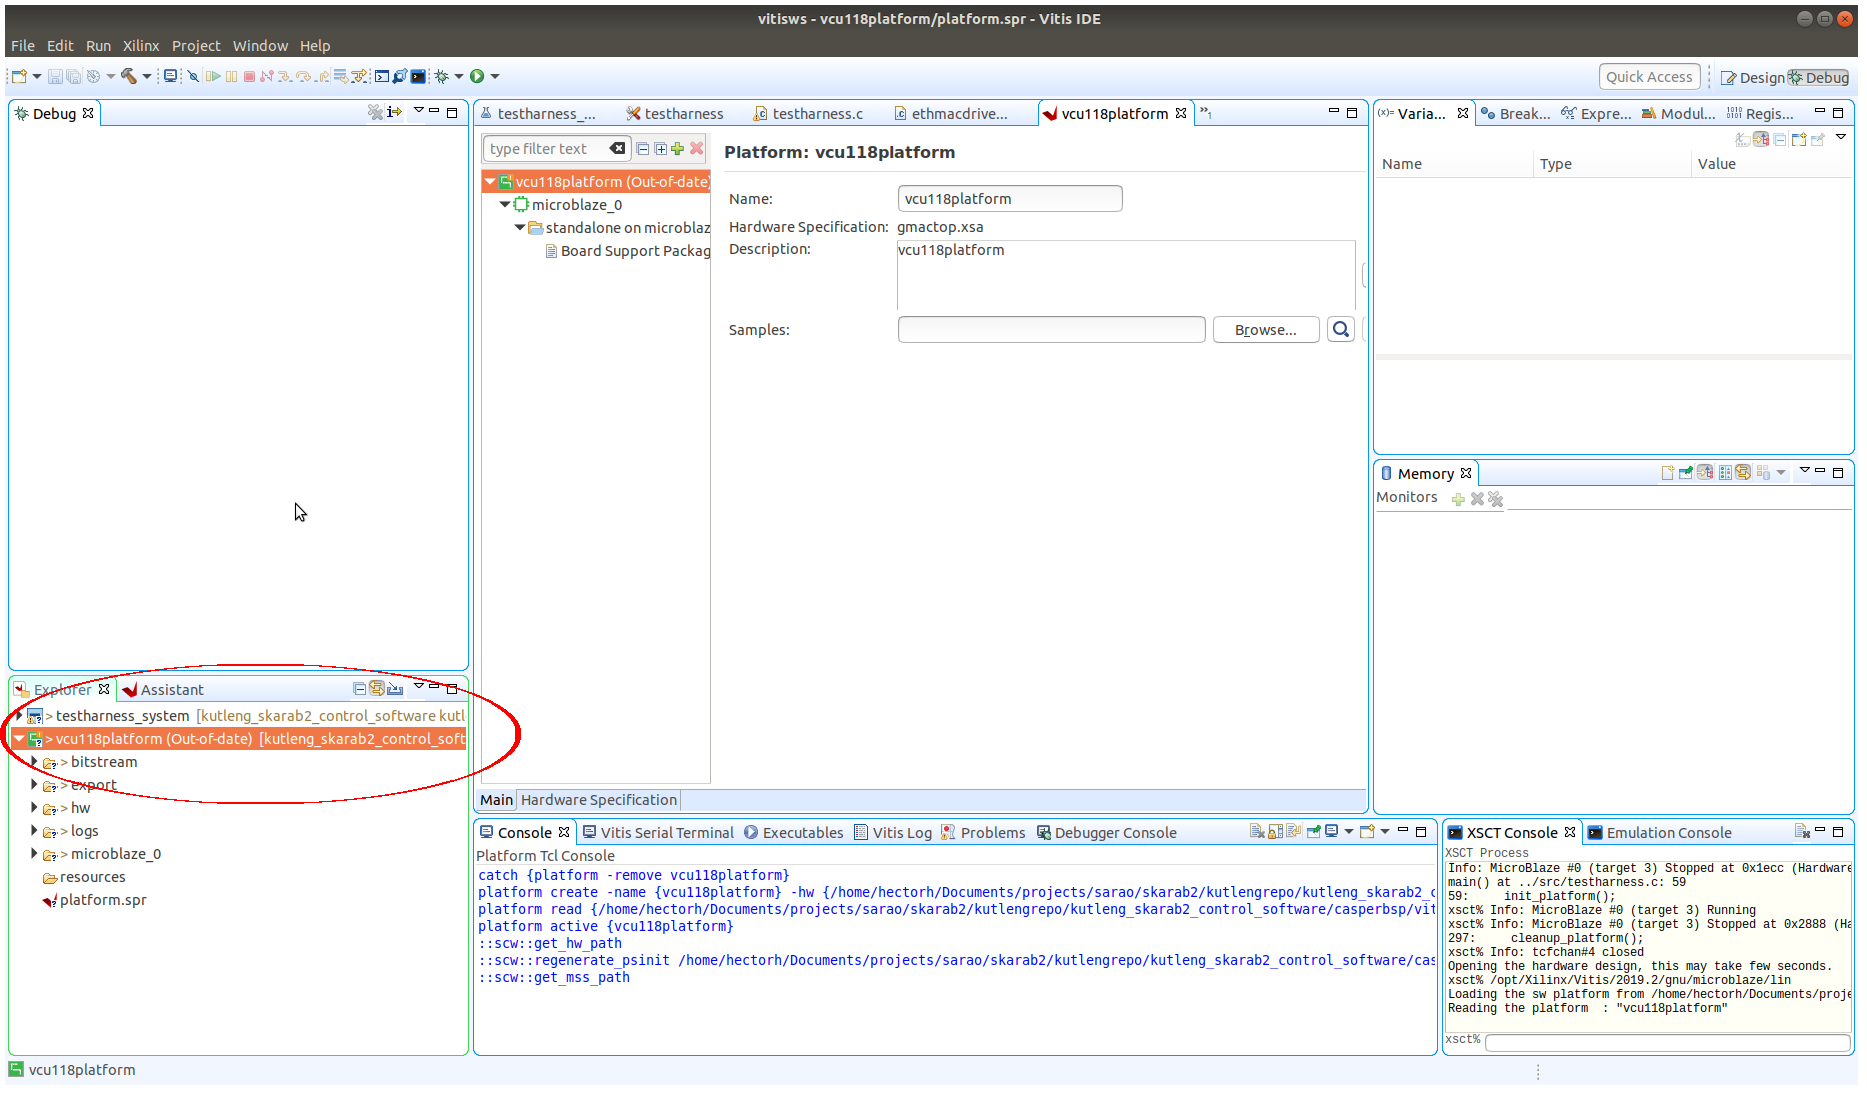 vitisws - vcu118platform/platform.spr - Vitis IDE
File Edit Run Xilinx Project Window Help
Quick Access Design Debug
Debug
testharness_... testharness testharness.c ethmacdrive... vcu118platform »1
type filter text
vcu118platform (Out-of-date)
microblaze_0
standalone on microblaz
Board Support Packag
Platform: vcu118platform
Name: vcu118platform
Hardware Specification: gmactop.xsa
Description: vcu118platform
Samples: Browse...
Main Hardware Specification
(x)= Varia... Break... Expre... Modul... Regis...
Name Type Value
Memory
Monitors
Explorer Assistant
> testharness_system [kutleng_skarab2_control_software kutl
> vcu118platform (Out-of-date) [kutleng_skarab2_control_soft
> bitstream
> export
> hw
> logs
> microblaze_0
resources
platform.spr
Console Vitis Serial Terminal Executables Vitis Log Problems Debugger Console
Platform Tcl Console
catch {platform -remove vcu118platform}
platform create -name {vcu118platform} -hw {/home/hectorh/Documents/projects/sarao/skarab2/kutlengrepo/kutleng_skarab2_c
platform read {/home/hectorh/Documents/projects/sarao/skarab2/kutlengrepo/kutleng_skarab2_control_software/casperbsp/vit
platform active {vcu118platform}
::scw::get_hw_path
::scw::regenerate_psinit /home/hectorh/Documents/projects/sarao/skarab2/kutlengrepo/kutleng_skarab2_control_software/cas
::scw::get_mss_path
XSCT Console Emulation Console
XSCT Process
Info: MicroBlaze #0 (target 3) Stopped at 0x1ecc (Hardware
main() at ../src/testharness.c: 59
59: init_platform();
xsct% Info: MicroBlaze #0 (target 3) Running
xsct% Info: MicroBlaze #0 (target 3) Stopped at 0x2888 (Ha
297: cleanup_platform();
xsct% Info: tcfchan#4 closed
Opening the hardware design, this may take few seconds.
xsct% /opt/Xilinx/Vitis/2019.2/gnu/microblaze/lin
Loading the sw platform from /home/hectorh/Documents/proje
Reading the platform : "vcu118platform"
xsct%
vcu118platform